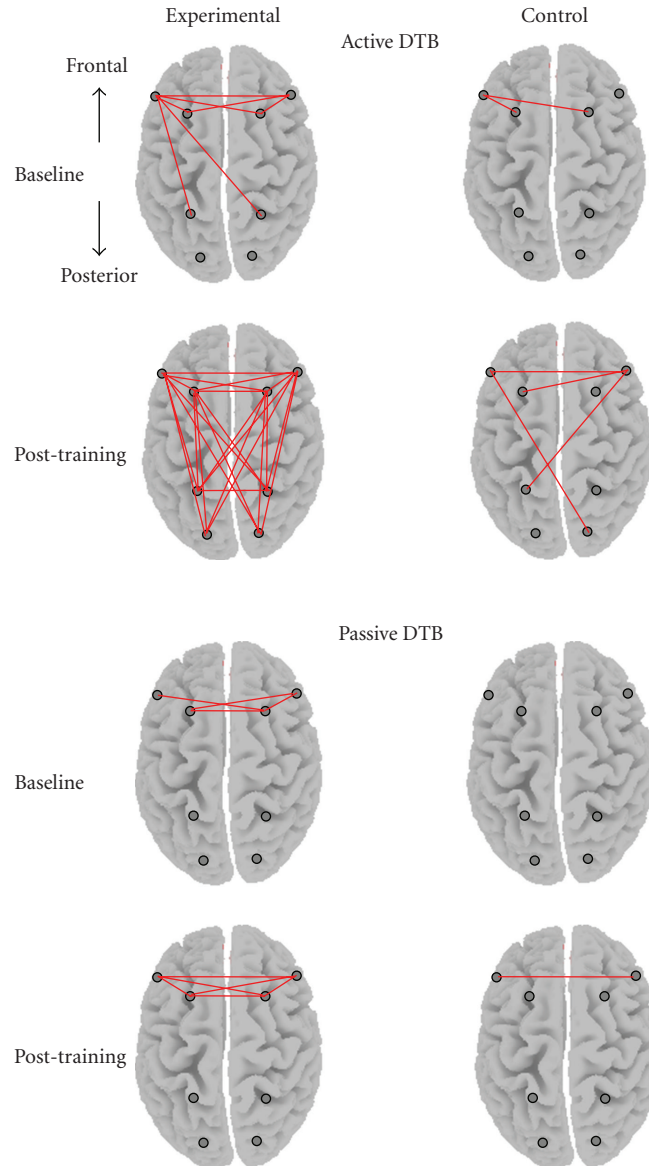 Experimental
Control
Active DTB
Frontal
Baseline
Posterior
Post-training
Passive DTB
Baseline
Post-training